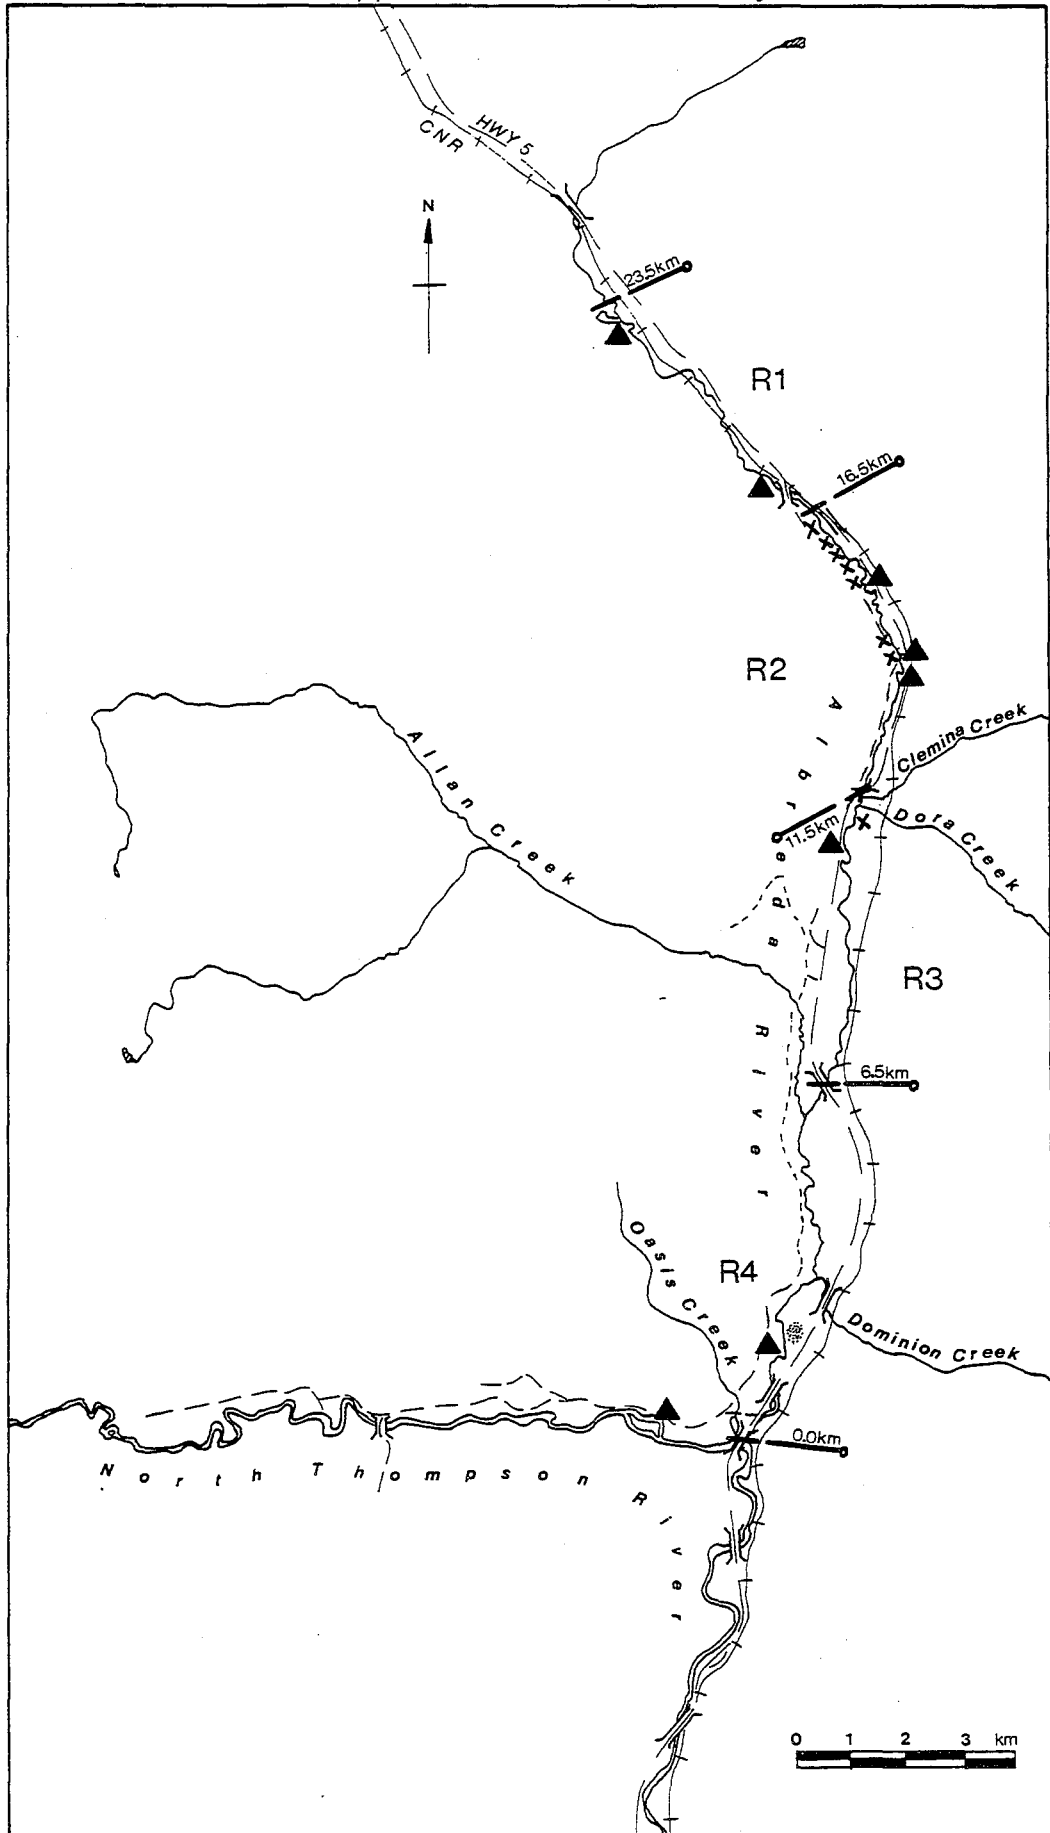 HWY 5
CNR
N
23.5km
R1
16.5km
R2
Albreda River
Clemina Creek
Allan Creek
11.5km
Dora Creek
R3
6.5km
Oasis Creek
R4
Dominion Creek
0.0km
North Thompson River
0 1 2 3 km